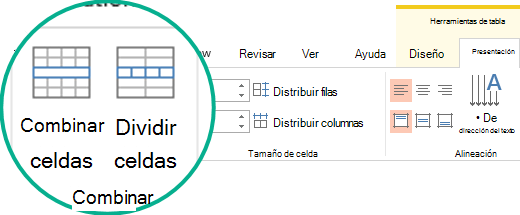 Herramientas de tabla
Revisar
Ver
Ayuda
Diseño
Presentación
Combinar
celdas
Dividir
celdas
Combinar
Distribuir filas
Distribuir columnas
Tamaño de celda
• De
dirección del texto
Alineación